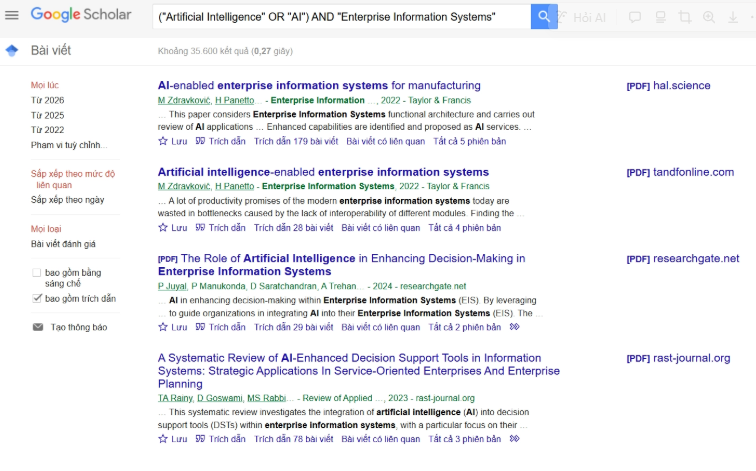 Google Scholar
("Artificial Intelligence" OR "AI") AND "Enterprise Information Systems"
Hỏi AI
Bài viết
Khoảng 35 600 kết quả (0,27 giây)
Mọi lúc
Từ 2026
Từ 2025
Từ 2022
Phạm vi tuỳ chỉnh...
Sắp xếp theo mức độ
liên quan
Sắp xếp theo ngày
Mọi loại
Bài viết đánh giá
bao gồm bằng
sáng chế
bao gồm trích dẫn
Tạo thông báo
AI-enabled enterprise information systems for manufacturing
M Zdravković, H Panetto... - Enterprise Information ..., 2022 - Taylor & Francis
... This paper considers Enterprise Information Systems functional architecture and carries out
review of AI applications ... Enhanced capabilities are identified and proposed as AI services. ...
Lưu Trích dẫn Trích dẫn 179 bài viết Bài viết có liên quan Tất cả 5 phiên bản
[PDF] hal.science
Artificial intelligence-enabled enterprise information systems
M Zdravković, H Panetto - Enterprise Information Systems, 2022 - Taylor & Francis
... A lot of productivity promises of the modern enterprise information systems today are
wasted in bottlenecks caused by the lack of interoperability of different modules. Finding the ...
Lưu Trích dẫn Trích dẫn 28 bài viết Bài viết có liên quan Tất cả 4 phiên bản
[PDF] tandfonline.com
[PDF] The Role of Artificial Intelligence in Enhancing Decision-Making in
Enterprise Information Systems
P Juyal, P Manukonda, D Saratchandran, A Trehan... - 2024 - researchgate.net
... AI in enhancing decision-making within Enterprise Information Systems (EIS). By leveraging
... to guide organizations in integrating AI into their Enterprise Information Systems (EIS). The ...
Lưu Trích dẫn Trích dẫn 29 bài viết Bài viết có liên quan Tất cả 2 phiên bản
[PDF] researchgate.net
A Systematic Review of AI-Enhanced Decision Support Tools in Information
Systems: Strategic Applications In Service-Oriented Enterprises And Enterprise
Planning
TA Rainy, D Goswami, MS Rabbi... - Review of Applied ..., 2023 - rast-journal.org
... This systematic review investigates the integration of artificial intelligence (AI) into decision
support tools (DSTs) within enterprise information systems, with a particular focus on their ...
Lưu Trích dẫn Trích dẫn 78 bài viết Bài viết có liên quan Tất cả 3 phiên bản
[PDF] rast-journal.org